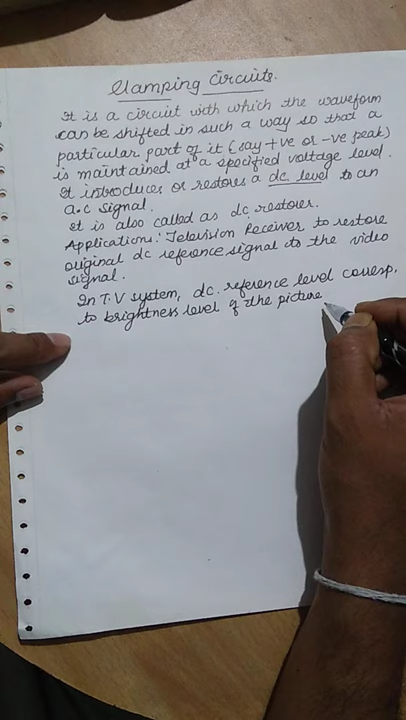 Clamping Circuits.
It is a circuit with which the waveform
can be shifted in such a way so that a
particular part of it (say +ve or -ve peak)
is maintained at a specified voltage level.
It introduces or restores a dc level to an
a.c signal.
It is also called as dc restorer.
Applications: Television Receiver to restore
original dc reference signal to the video
signal.
In T.V system, dc. reference level corresp.
to brightness level of the picture